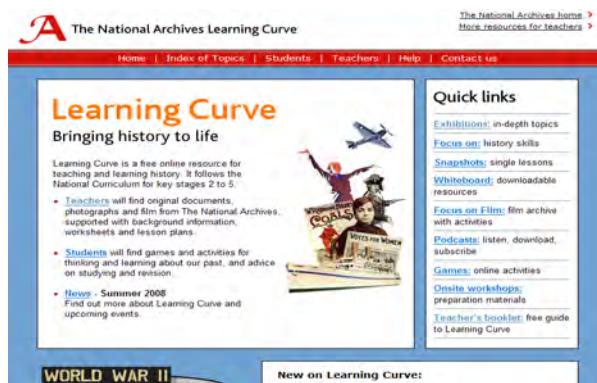 The National Archives home >
More resources for teachers >
A The National Archives Learning Curve
Home | Index of Topics | Students | Teachers | Help | Contact us
Learning Curve
Bringing history to life
Learning Curve is a free online resource for
teaching and learning history. It follows the
National Curriculum for key stages 2 to 5.
• Teachers will find original documents,
photographs and film from The National Archives,
supported with background information,
worksheets and lesson plans.
• Students will find games and activities for
thinking and learning about our past, and advice
on studying and revision.
• News - Summer 2008
Find out more about Learning Curve and
upcoming events.
COALS
VOTES FOR WOMEN
Quick links
Exhibitions: in-depth topics
Focus on: history skills
Snapshots: single lessons
Whiteboard: downloadable
resources
Focus on Film: film archive
with activities
Podcasts: listen, download,
subscribe
Games: online activities
Onsite workshops:
preparation materials
Teacher's booklet: free guide
to Learning Curve
WORLD WAR II
New on Learning Curve: